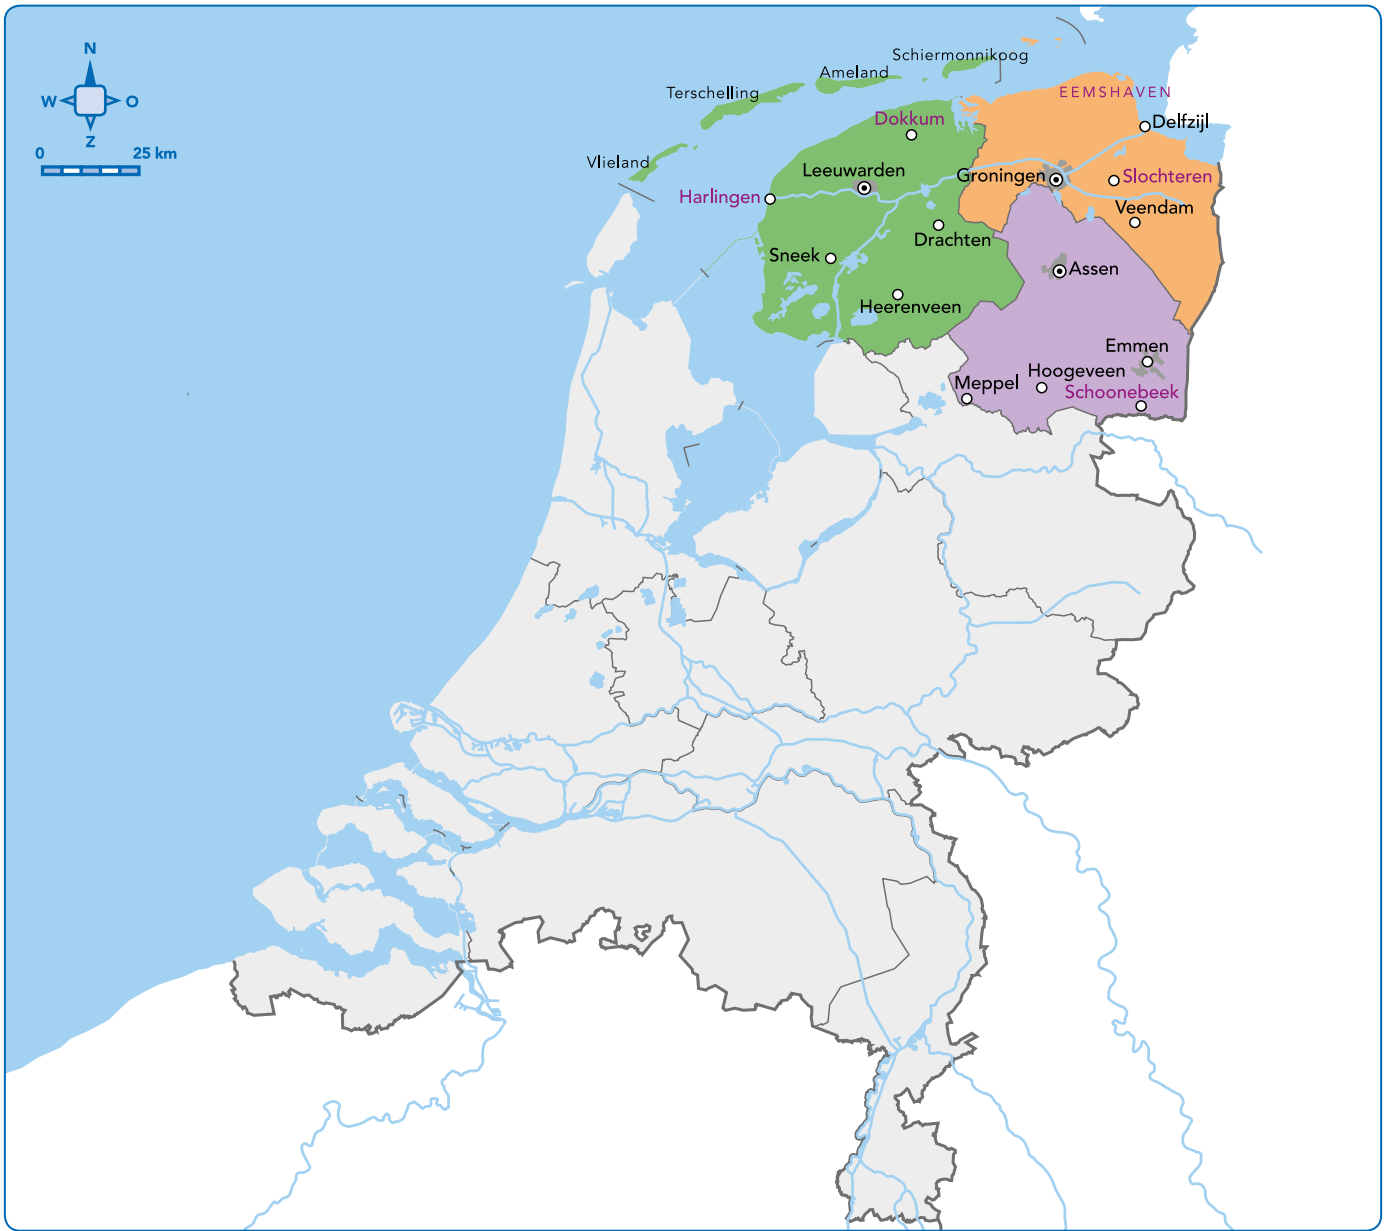 N
W O
Z
0 25 km
Schiermonnikoog
Ameland
Terschelling
Vlieland
EEMSHAVEN
Dokkum
Delfzijl
Leeuwarden
Groningen
Slochteren
Harlingen
Veendam
Drachten
Sneek
Assen
Heerenveen
Emmen
Hoogeveen
Meppel
Schoonebeek